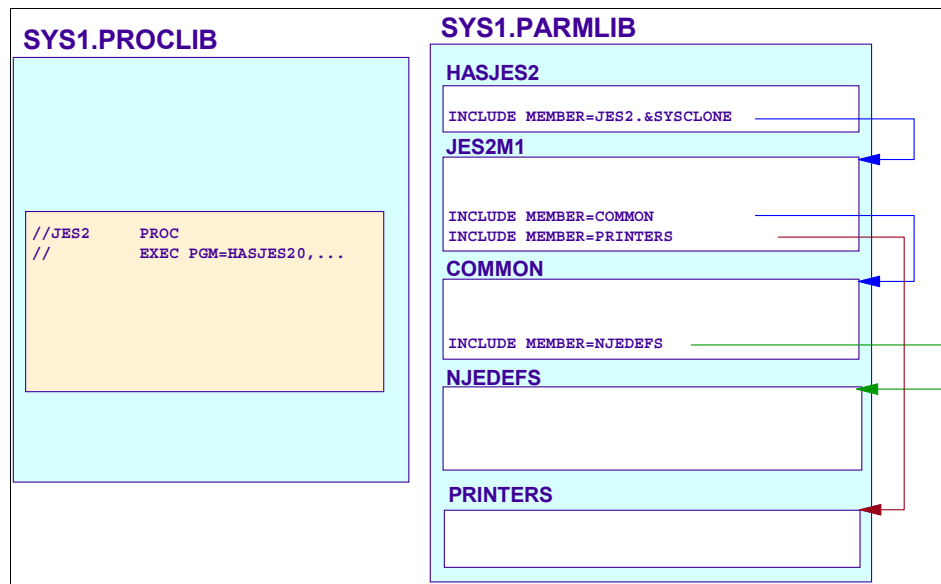 SYS1.PROCLIB
//JES2 PROC
// EXEC PGM=HASJES20,...
SYS1.PARMLIB
HASJES2
INCLUDE MEMBER=JES2.&SYSCLONE
JES2M1
INCLUDE MEMBER=COMMON
INCLUDE MEMBER=PRINTERS
COMMON
INCLUDE MEMBER=NJEDEFS
NJEDEFS
PRINTERS